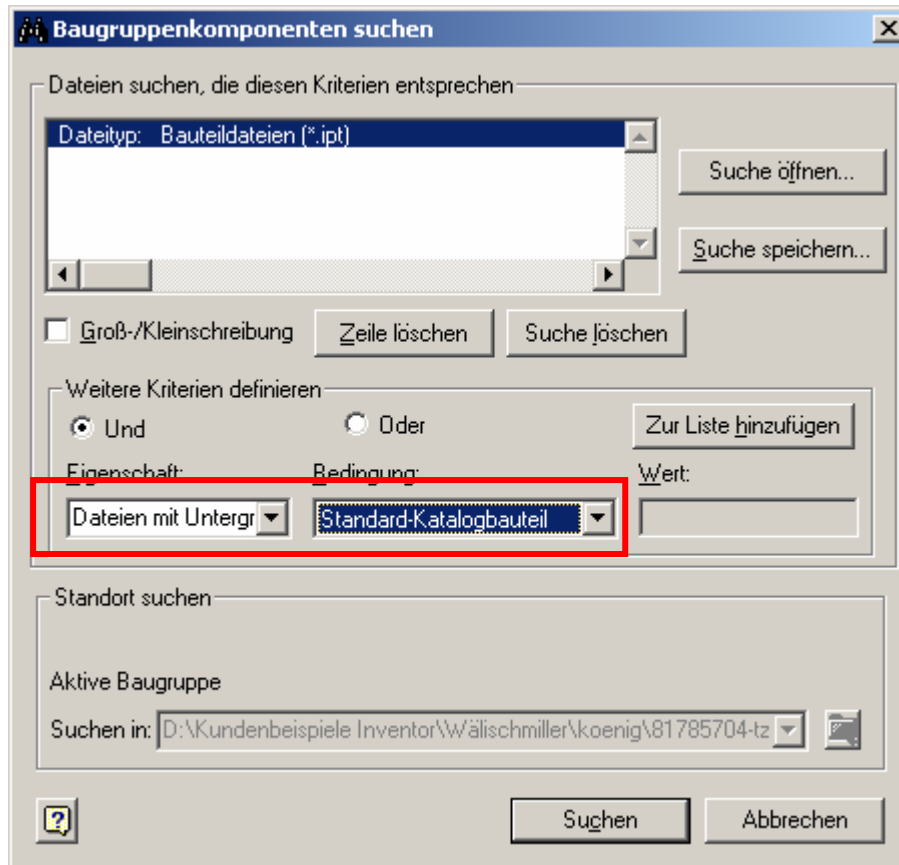 Baugruppenkomponenten suchen
Dateien suchen, die diesen Kriterien entsprechen
Dateityp: Bauteildateien (*.ipt)
Suche öffnen...
Suche speichern...
Groß-/Kleinschreibung
Zeile löschen
Suche löschen
Weitere Kriterien definieren
Und
Oder
Zur Liste hinzufügen
Eigenschaft:
Bedingung:
Wert:
Dateien mit Untergr
Standard-Katalogbauteil
Standort suchen
Aktive Baugruppe
Suchen in: D:\Kundenbeispiele Inventor\Wälischmiller\koenig\81785704-tz
Suchen
Abbrechen